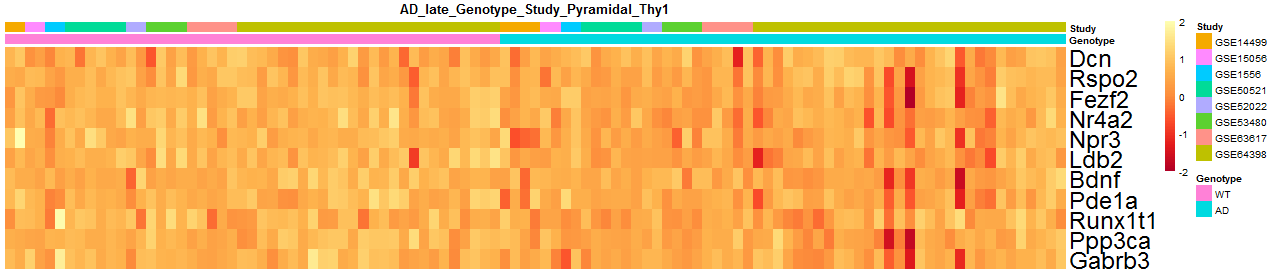 AD_late_Genotype_Study_Pyramidal_Thy1
Study
Genotype
Dcn
Rspo2
Fezf2
Nr4a2
Npr3
Ldb2
Bdnf
Pde1a
Runx1t1
Ppp3ca
Gabrb3
2
1
0
-1
-2
Study
GSE14499
GSE15056
GSE1556
GSE50521
GSE52022
GSE53480
GSE63617
GSE64398
Genotype
WT
AD